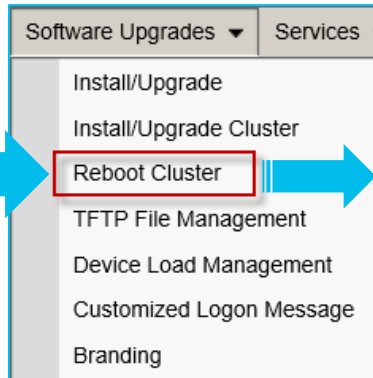 Software Upgrades Services
Install/Upgrade
Install/Upgrade Cluster
Reboot Cluster
TFTP File Management
Device Load Management
Customized Logon Message
Branding